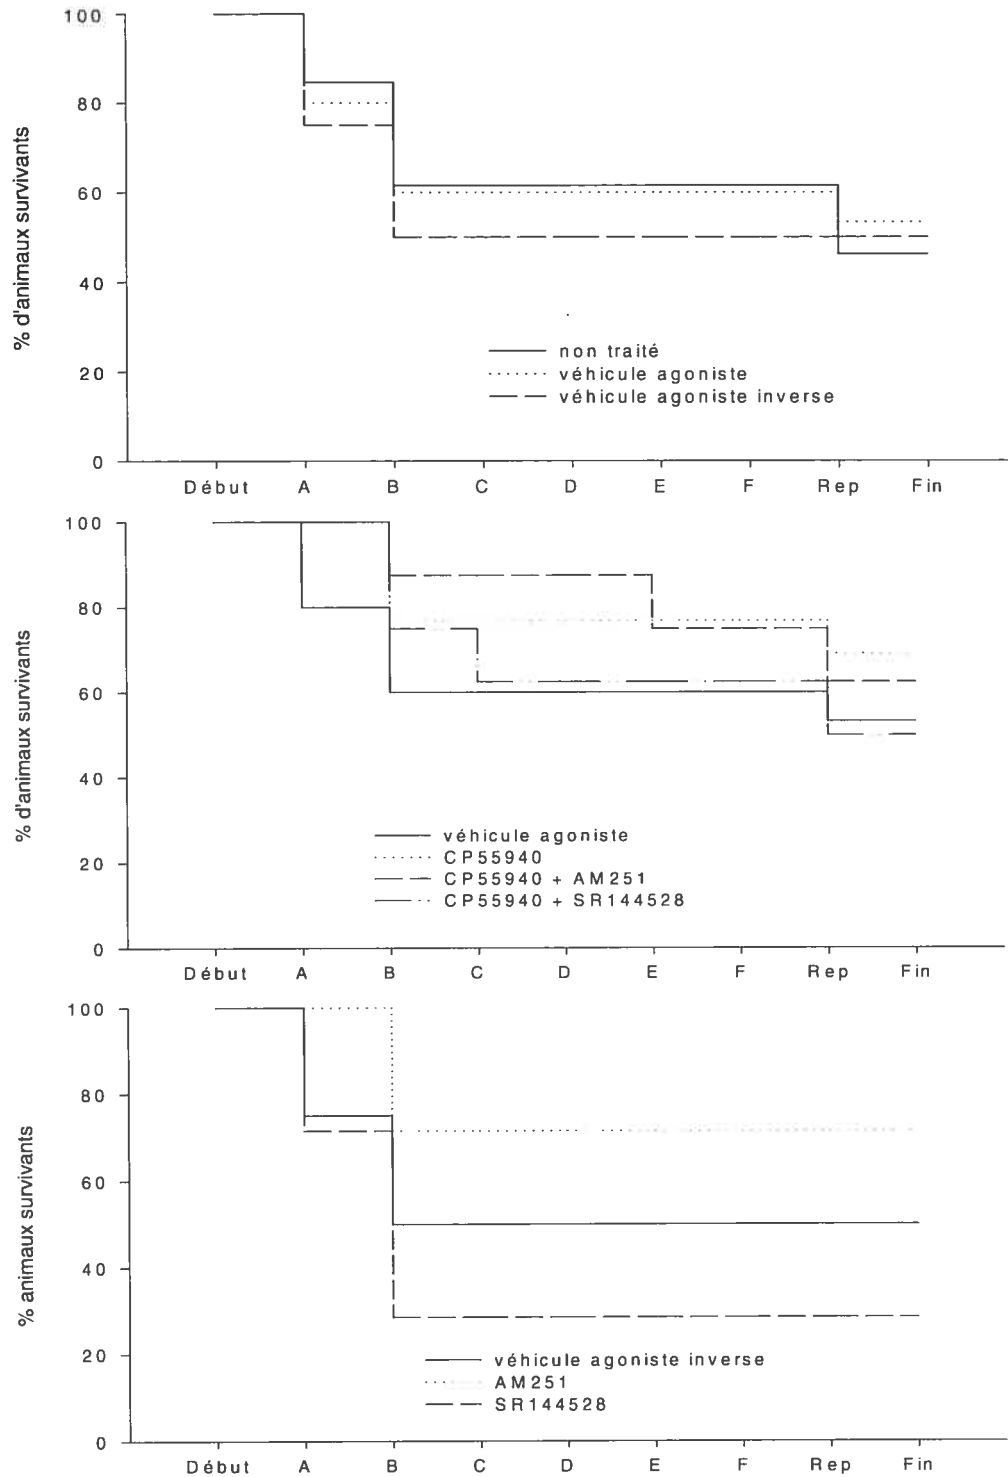 100
80
60
40
20
0
% d'animaux survivants
non traité
véhicule agoniste
véhicule agoniste inverse
Début A B C D E F Rep Fin
100
80
60
40
20
0
% d'animaux survivants
véhicule agoniste
CP55940
CP55940 + AM251
CP55940 + SR144528
Début A B C D E F Rep Fin
100
80
60
40
20
0
% animaux survivants
véhicule agoniste inverse
AM251
SR144528
Début A B C D E F Rep Fin